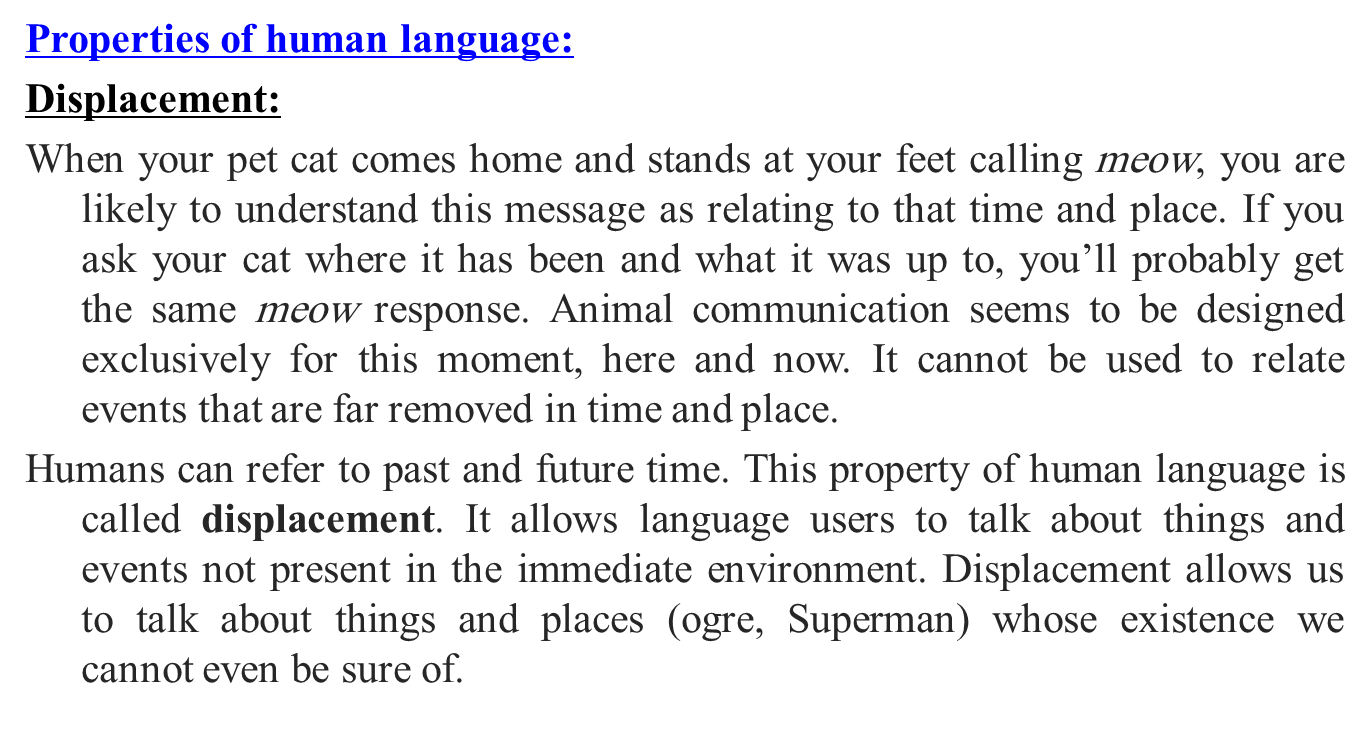 Properties of human language:
Displacement:
When your pet cat comes home and stands at your feet calling meow, you are
likely to understand this message as relating to that time and place. If you
ask your cat where it has been and what it was up to, you’ll probably get
the same meow response. Animal communication seems to be designed
exclusively for this moment, here and now. It cannot be used to relate
events that are far removed in time and place.
Humans can refer to past and future time. This property of human language is
called displacement. It allows language users to talk about things and
events not present in the immediate environment. Displacement allows us
to talk about things and places (ogre, Superman) whose existence we
cannot even be sure of.